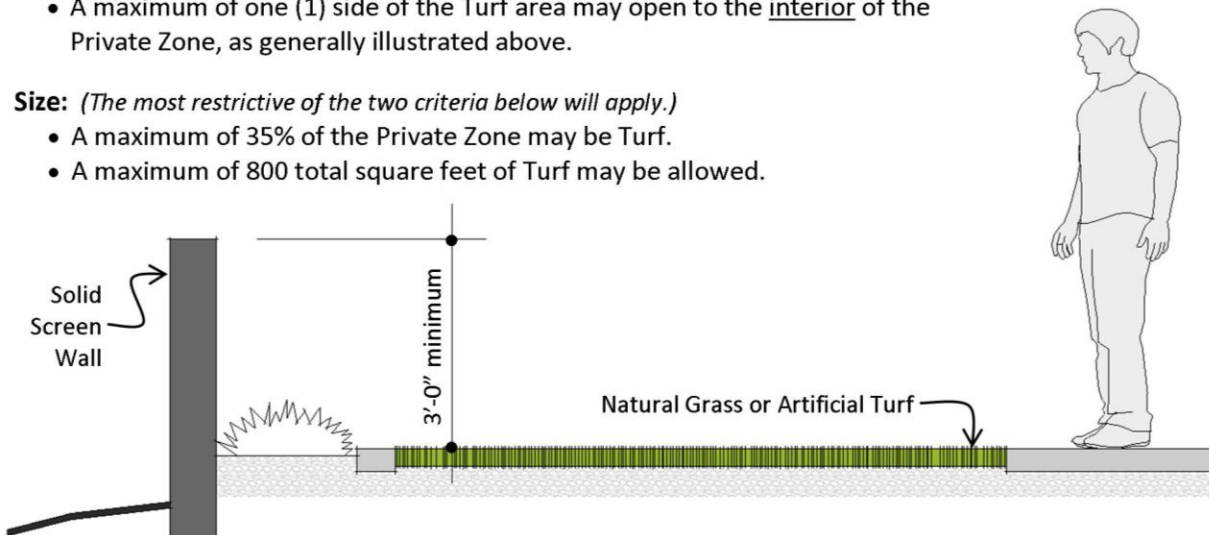 • A maximum of one (1) side of the Turf area may open to the interior of the
Private Zone, as generally illustrated above.
Size: (The most restrictive of the two criteria below will apply.)
• A maximum of 35% of the Private Zone may be Turf.
• A maximum of 800 total square feet of Turf may be allowed.
Solid
Screen
Wall
3’-0” minimum
Natural Grass or Artificial Turf